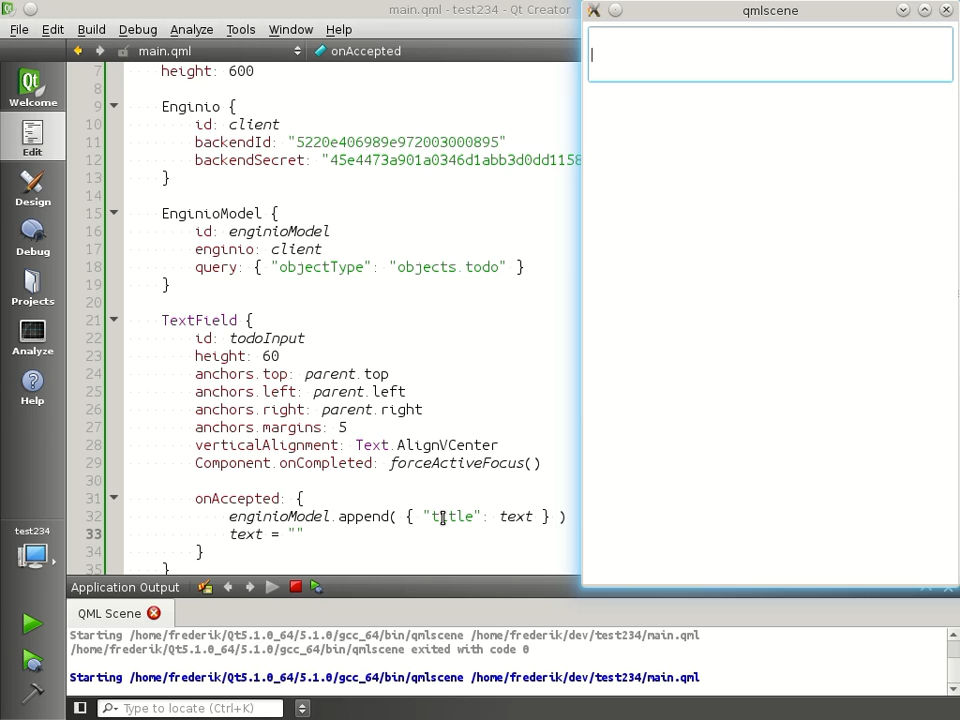 main.qml - test234 - Qt Creator
qmlscene
File Edit Build Debug Analyze Tools Window Help
main.qml
onAccepted
Welcome
Edit
Design
Debug
Projects
Analyze
Help
test234
7 height: 600
8
9 Enginio {
10 id: client
11 backendId: "5220e406989e972003000895"
12 backendSecret: "45e4473a901a0346d1abb3d0dd1158
13 }
14
15 EnginioModel {
16 id: enginioModel
17 enginio: client
18 query: { "objectType": "objects.todo" }
19 }
20
21 TextField {
22 id: todoInput
23 height: 60
24 anchors.top: parent.top
25 anchors.left: parent.left
26 anchors.right: parent.right
27 anchors.margins: 5
28 verticalAlignment: Text.AlignVCenter
29 Component.onCompleted: forceActiveFocus()
30
31 onAccepted: {
32 enginioModel.append( { "title": text } )
33 text = ""
34 }
35 }
Application Output
QML Scene
Starting /home/frederik/Qt5.1.0_64/5.1.0/gcc_64/bin/qmlscene /home/frederik/dev/test234/main.qml
/home/frederik/Qt5.1.0_64/5.1.0/gcc_64/bin/qmlscene exited with code 0
Starting /home/frederik/Qt5.1.0_64/5.1.0/gcc_64/bin/qmlscene /home/frederik/dev/test234/main.qml
Type to locate (Ctrl+K)